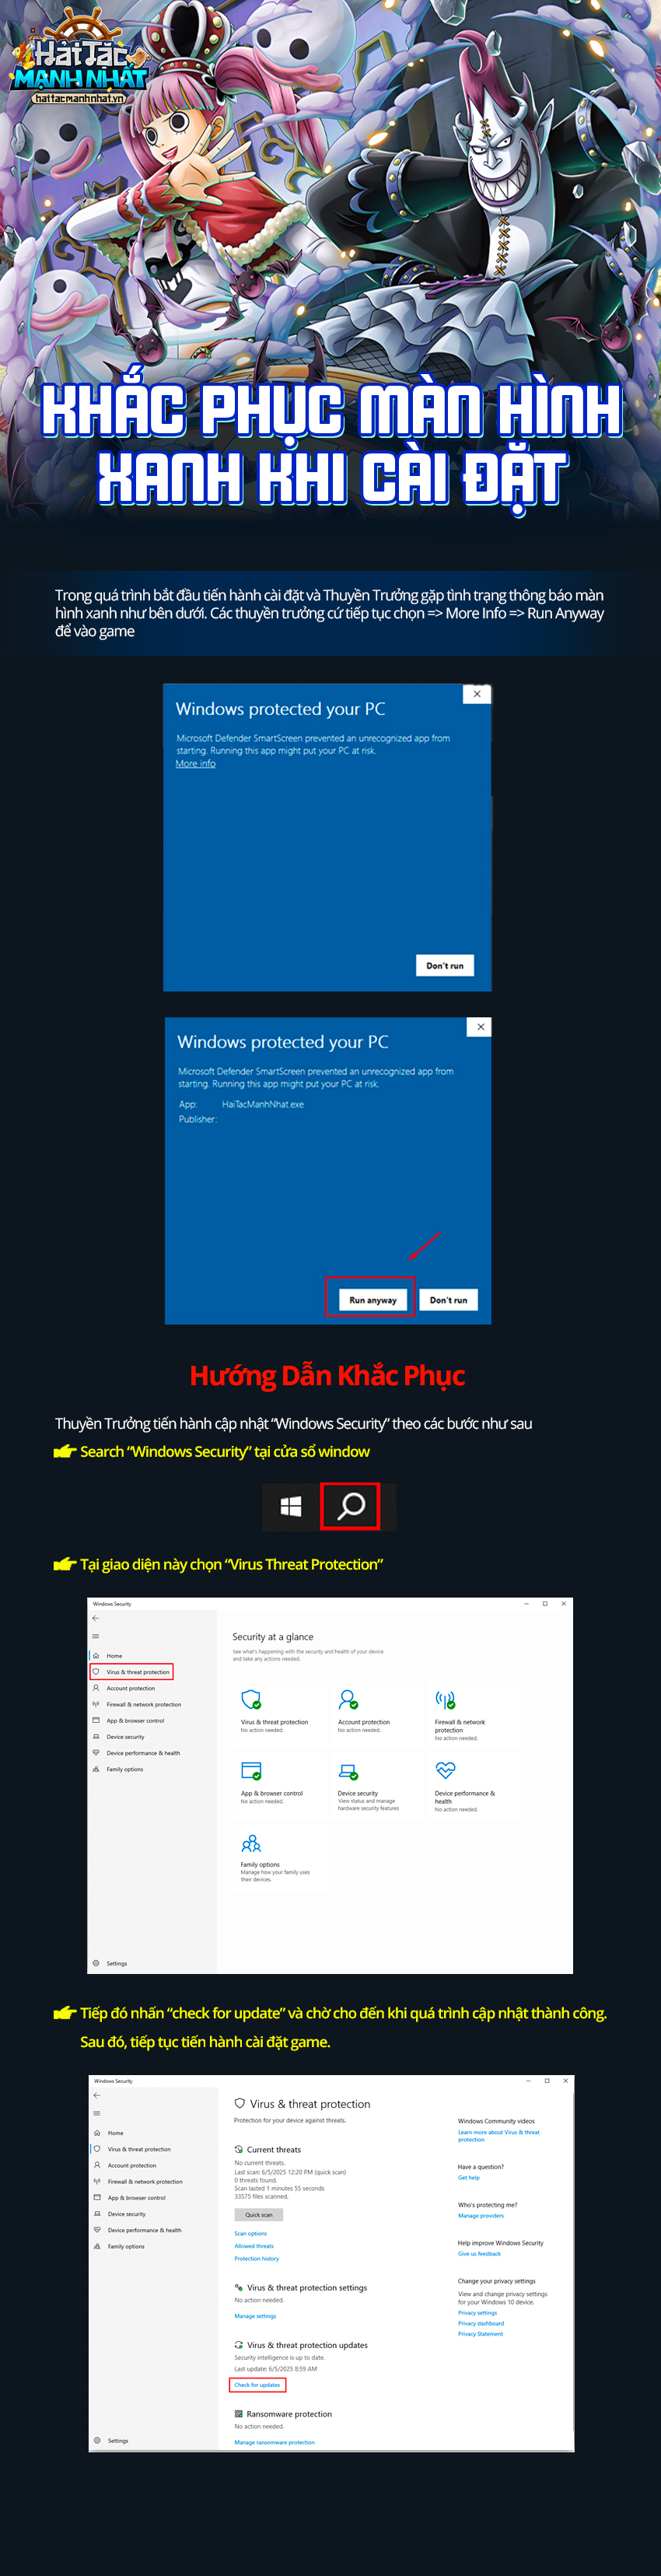 Hải Tặc
MẠNH NHẤT
haitacmanhnhat.vn
KHẮC PHỤC MÀN HÌNH
XANH KHI CÀI ĐẶT
Trong quá trình bắt đầu tiến hành cài đặt và Thuyền Trưởng gặp tình trạng thông báo màn
hình xanh như bên dưới. Các thuyền trưởng cứ tiếp tục chọn => More Info => Run Anyway
để vào game
Windows protected your PC
Microsoft Defender SmartScreen prevented an unrecognized app from
starting. Running this app might put your PC at risk.
More info
Don't run
Windows protected your PC
Microsoft Defender SmartScreen prevented an unrecognized app from
starting. Running this app might put your PC at risk.
App: HaiTacManhNhat.exe
Publisher:
Run anyway Don't run
Hướng Dẫn Khắc Phục
Thuyền Trưởng tiến hành cập nhật “Windows Security” theo các bước như sau
Search “Windows Security” tại cửa sổ window
Tại giao diện này chọn “Virus Threat Protection”
Windows Security
Home
Virus & threat protection
Account protection
Firewall & network protection
App & browser control
Device security
Device performance & health
Family options
Settings
Security at a glance
See what's happening with the security and health of your device
and take any actions needed.
Virus & threat protection
No action needed.
Account protection
No action needed.
Firewall & network
protection
No action needed.
App & browser control
No action needed.
Device security
View status and manage
hardware security features
Device performance &
health
No action needed.
Family options
Manage how your family uses
their devices.
Tiếp đó nhấn “check for update” và chờ cho đến khi quá trình cập nhật thành công.
Sau đó, tiếp tục tiến hành cài đặt game.
Windows Security
Home
Virus & threat protection
Account protection
Firewall & network protection
App & browser control
Device security
Device performance & health
Family options
Settings
Virus & threat protection
Protection for your device against threats.
Current threats
No current threats.
Last scan: 6/5/2025 12:20 PM (quick scan)
0 threats found.
Scan lasted 1 minutes 55 seconds
33575 files scanned.
Quick scan
Scan options
Allowed threats
Protection history
Virus & threat protection settings
No action needed.
Manage settings
Virus & threat protection updates
Security intelligence is up to date.
Last update: 6/5/2025 8:59 AM
Check for updates
Ransomware protection
No action needed.
Manage ransomware protection
Windows Community videos
Learn more about Virus & threat
protection
Have a question?
Get help
Who's protecting me?
Manage providers
Help improve Windows Security
Give us feedback
Change your privacy settings
View and change privacy settings
for your Windows 10 device.
Privacy settings
Privacy dashboard
Privacy Statement